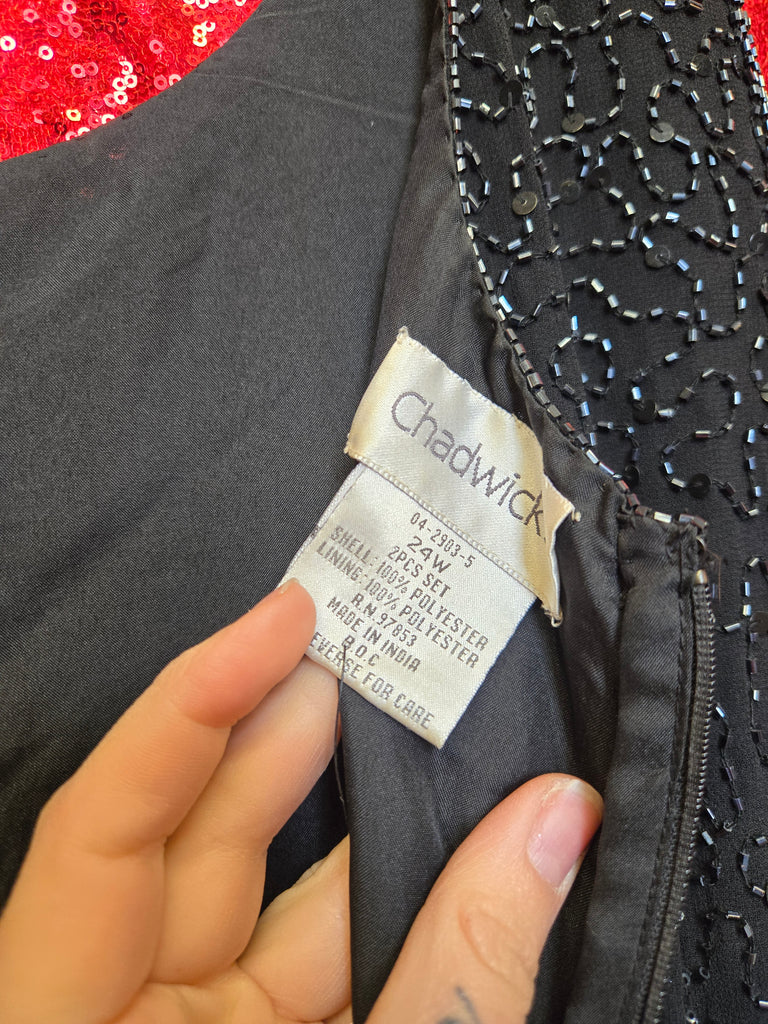 Chadwick
04-2903-5
24W
2PCS SET
SHELL: 100% POLYESTER
LINING: 100% POLYESTER
R.N 97853
MADE IN INDIA
B.O.C
EVERSE FOR CARE